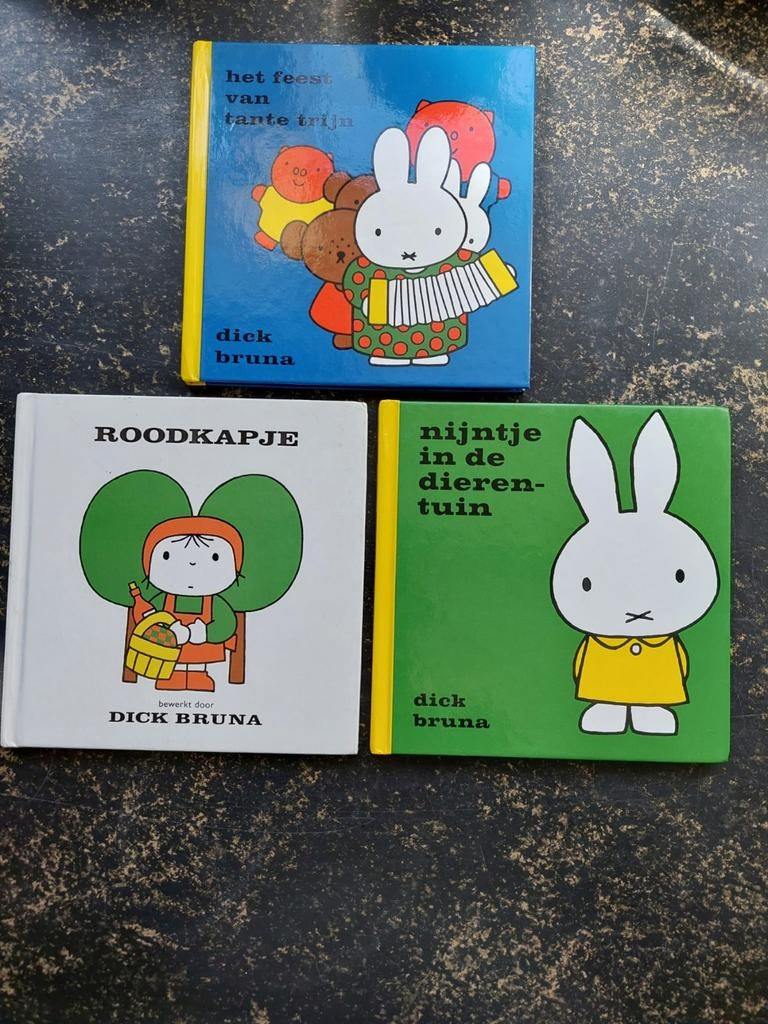 het feest
van
tante trijn
dick
bruna
ROODKAPJE
bewerkt door
DICK BRUNA
nijntje
in de
dieren-
tuin
dick
bruna